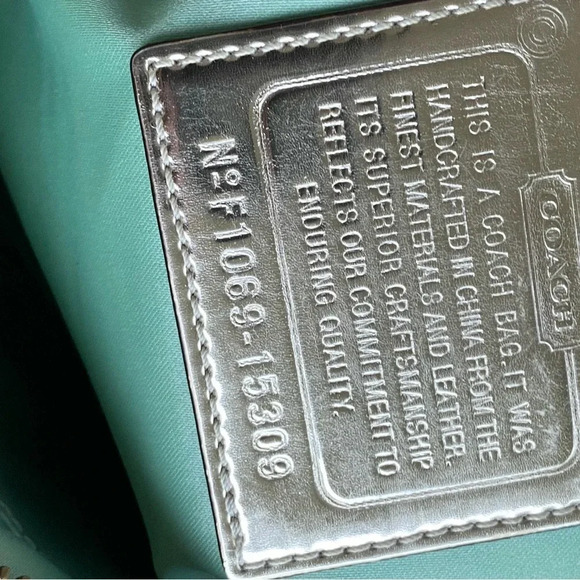 ©
COACH
THIS IS A COACH BAG. IT WAS
HANDCRAFTED IN CHINA FROM THE
FINEST MATERIALS AND LEATHER.
ITS SUPERIOR CRAFTSMANSHIP
REFLECTS OUR COMMITMENT TO
ENDURING QUALITY.
Nº F1069-15309